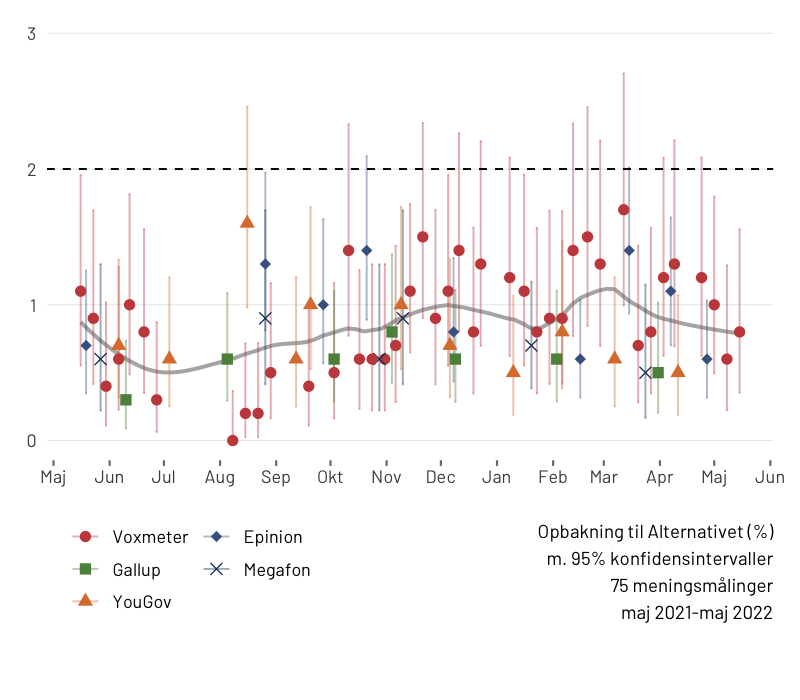 3
2
1
0
Maj Jun Jul Aug Sep Okt Nov Dec Jan Feb Mar Apr Maj Jun
Voxmeter Epinion
Gallup Megafon
YouGov
Opbakning til Alternativet (%)
m. 95% konfidensintervaller
75 meningsmålinger
maj 2021-maj 2022